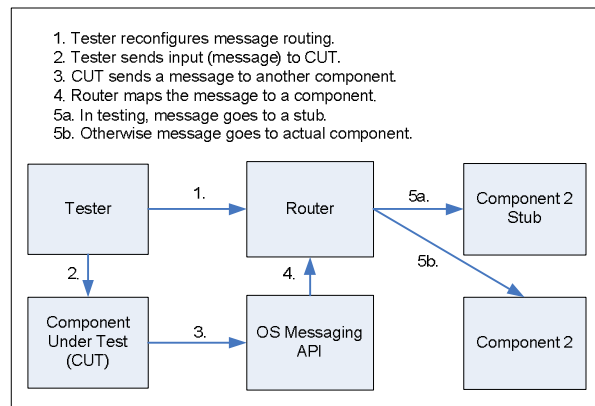 1. Tester reconfigures message routing.
2. Tester sends input (message) to CUT.
3. CUT sends a message to another component.
4. Router maps the message to a component.
5a. In testing, message goes to a stub.
5b. Otherwise message goes to actual component.
Tester
1.
Router
5a.
Component 2
Stub
5b.
2.
4.
Component
Under Test
(CUT)
3.
OS Messaging
API
Component 2